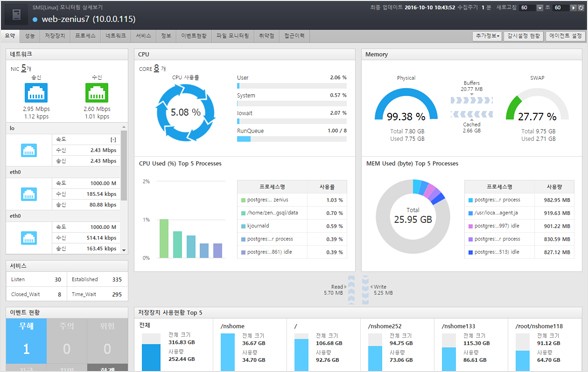 SMS[Linux] 모니터링 상세보기
web-zenius7 (10.0.0.115)
최종 업데이트 2016-10-10 10:43:52 수집주기 1 분 새로고침 60 60
요약 성능 저장장치 프로세스 네트워크 서비스 정보 이벤트현황 파일 모니터링 취약점 접근이력
추가정보 감시설정 현황 에이전트 설정
네트워크
NIC 5개
송신 수신
2.95 Mbps 2.60 Mbps
1.12 kpps 1.01 kpps
lo
속도 [-]
수신 2.43 Mbps
송신 2.43 Mbps
eth0
속도 1000.00 M
수신 185.54 kbps
송신 80.88 kbps
eth0
속도 1000.00 M
수신 514.14 kbps
송신 163.45 kbps
서비스
Listen 30 Established 335
Closed_Wait 8 Time_Wait 295
이벤트 현황
무해 주의 위험
1 0 0
CPU
CORE 8개
CPU 사용률
5.08 %
User 2.06 %
System 0.57 %
Iowait 2.07 %
RunQueue 1.00 / 8
CPU Used (%) Top 5 Processes
2%
1%
0%
프로세스명 사용률
postgres:... zenius 1.03 %
/home/zen...gsql/data 0.70 %
kjournald 0.59 %
postgres:...r process 0.39 %
postgres:...861) idle 0.39 %
Memory
Physical
99.38 %
Total 7.80 GB
Used 7.75 GB
Buffers
20.77 MB
Cached
2.66 GB
SWAP
27.77 %
Total 9.75 GB
Used 2.71 GB
MEM Used (byte) Top 5 Processes
Total
25.95 GB
프로세스명 사용률
postgres:...r process 982.95 MB
/usr/loca...agent.js 919.63 MB
postgres:...997) idle 901.22 MB
postgres:...r process 830.59 MB
postgres:...513) idle 827.12 MB
Read Write
5.70 MB 5.25 MB
저장장치 사용현황 Top 5
전체
전체 크기
316.83 GB
사용량
252.44 GB
/nshome
전체 크기
36.67 GB
사용량
34.70 GB
/
전체 크기
106.68 GB
사용량
92.76 GB
/nshome252
전체 크기
94.75 GB
사용량
73.06 GB
/nshome133
전체 크기
115.30 GB
사용량
86.61 GB
/root/nshome118
전체 크기
91.12 GB
사용량
64.70 GB